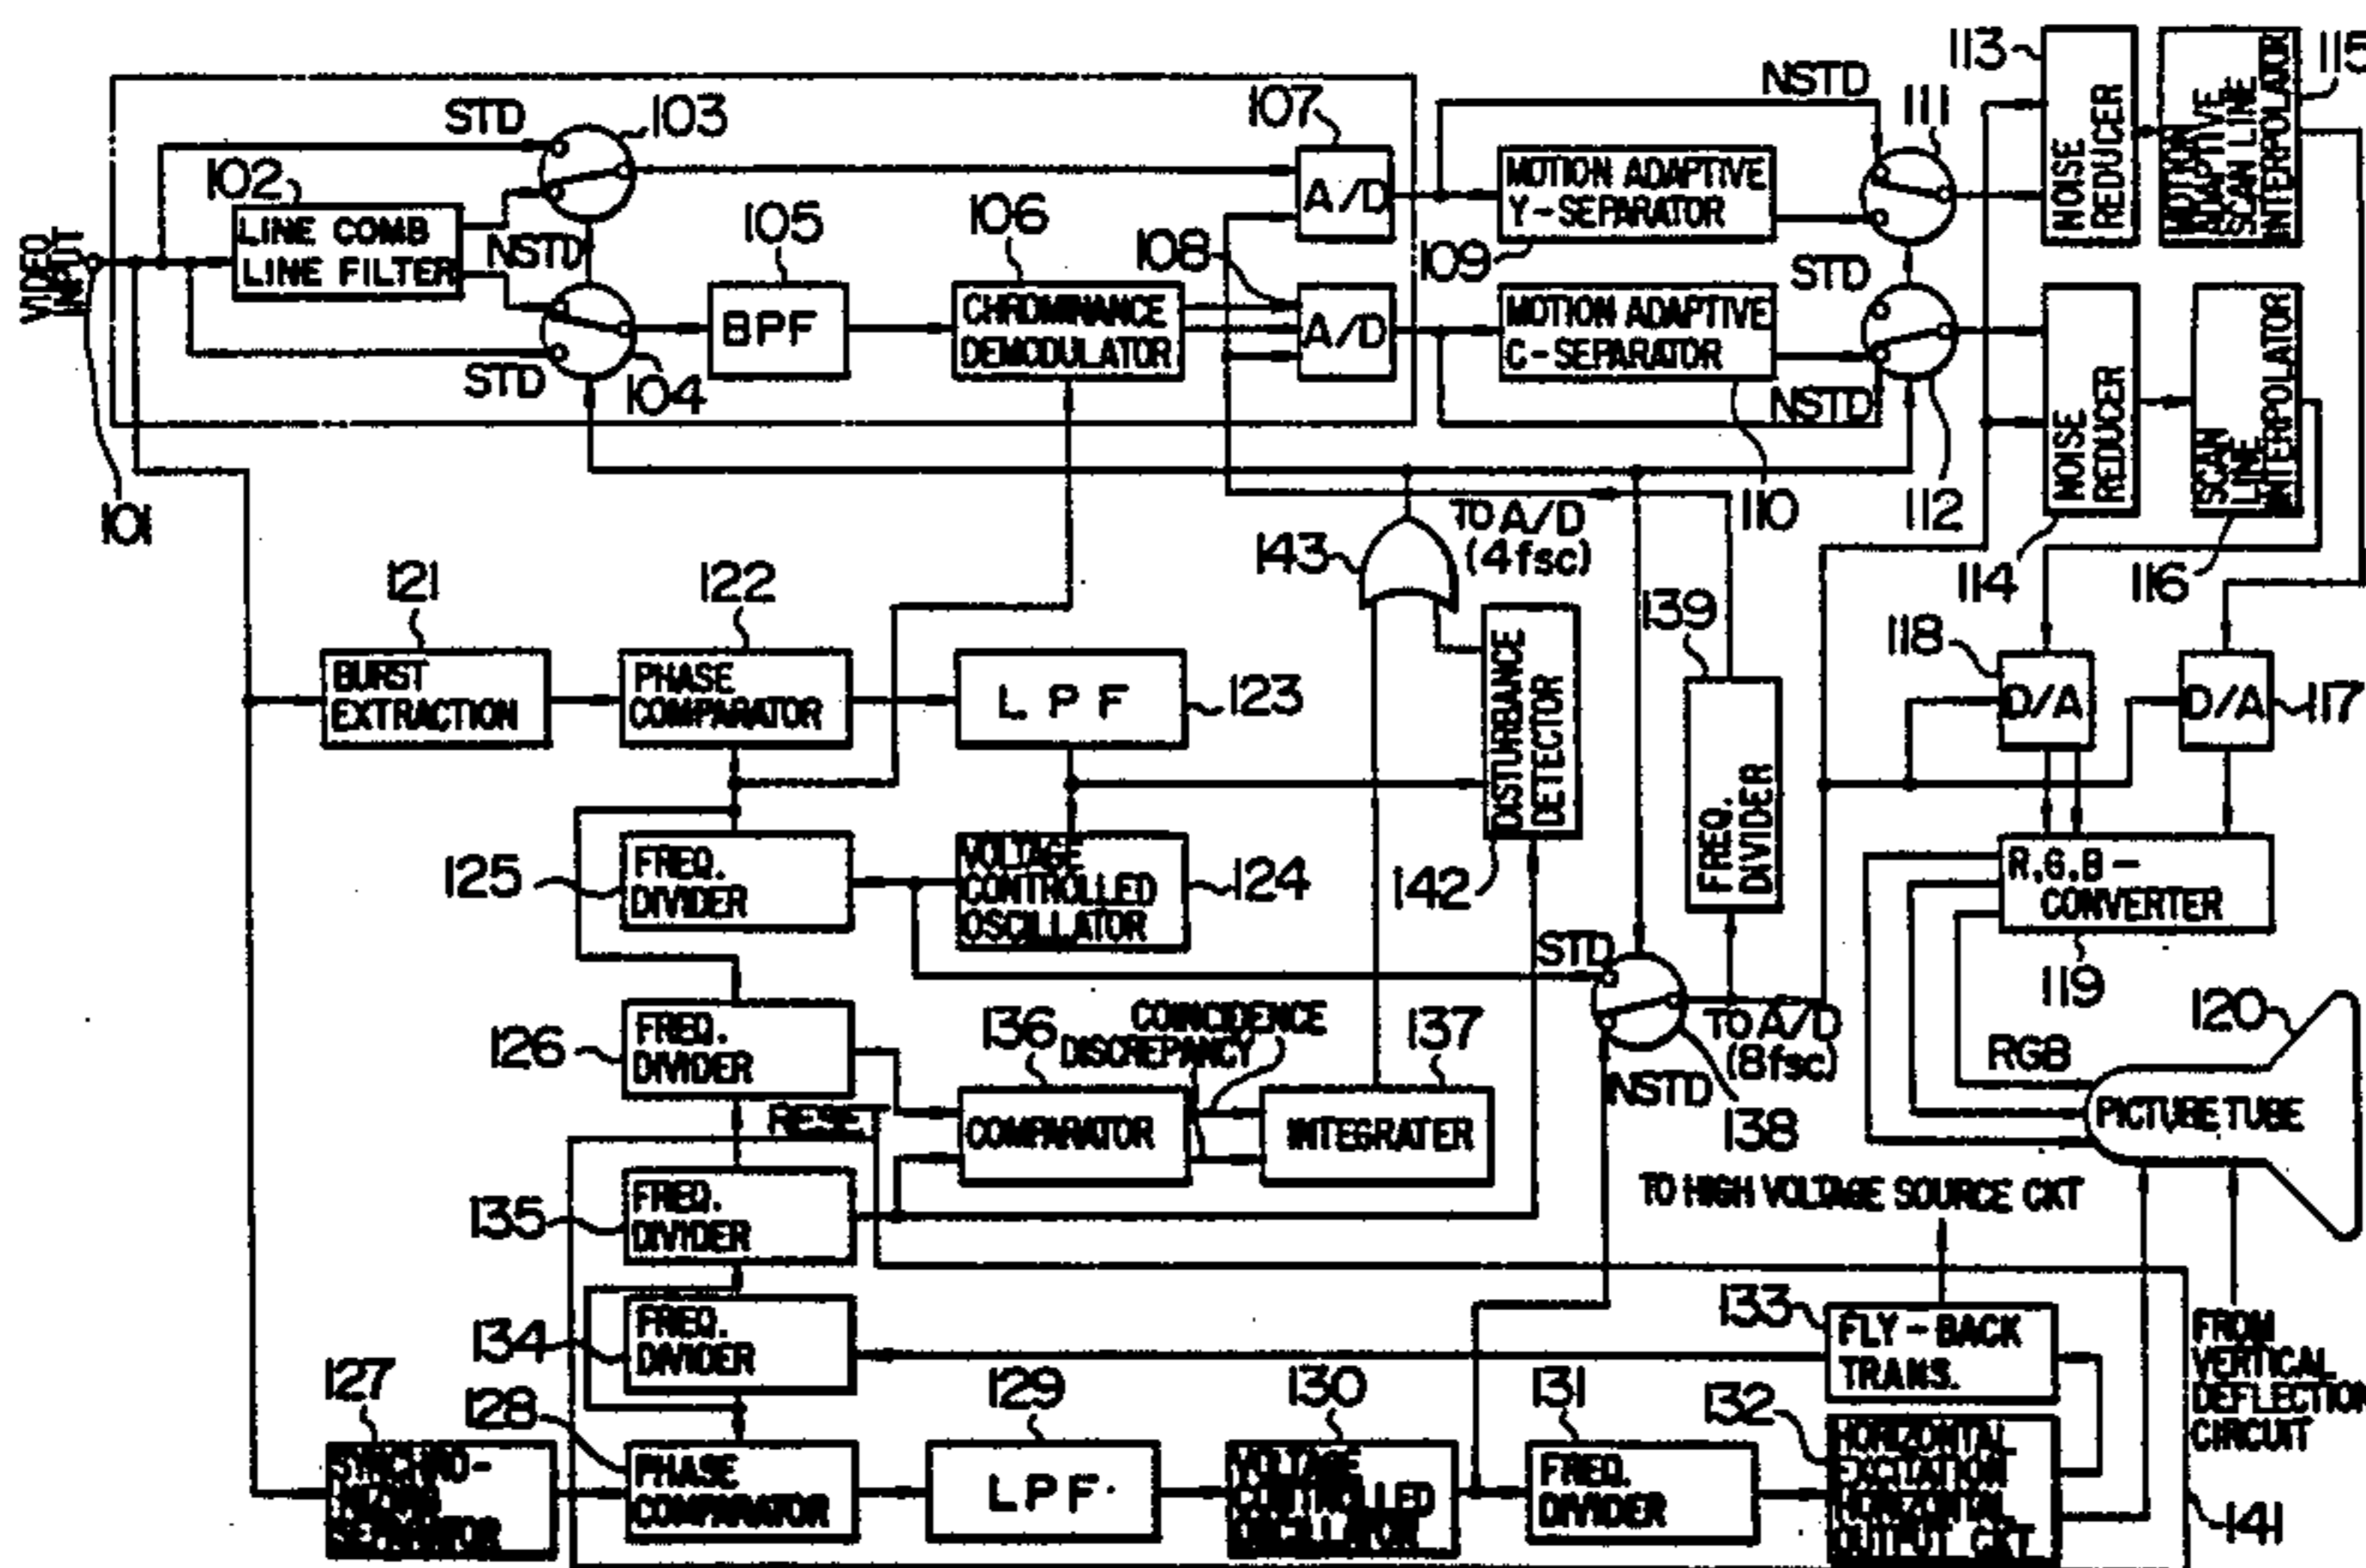 VIDEO
INPUT
101
102
LINE COMB
LINE FILTER
STD
103
NSTD
STD
104
105
BPF
106
CHROMINANCE
DEMODULATOR
107
A/D
108
A/D
NSTD
MOTION ADAPTIVE
Y-SEPARATOR
109
111
STD
MOTION ADAPTIVE
C-SEPARATOR
NSTD
110
112
113
NOISE
REDUCER
115
MOTION
ADAPTIVE
SCAN LINE
INTERPOLATOR
NOISE
REDUCER
114
SCAN
LINE
INTERPOLATOR
116
TO A/D
(4fsc)
143
121
BURST
EXTRACTION
122
PHASE
COMPARATOR
LPF
123
DISTURBANCE
DETECTOR
142
139
FREQ.
DIVIDER
118
D/A
D/A
117
125
FREQ.
DIVIDER
VOLTAGE
CONTROLLED
OSCILLATOR
124
R,G,B-
CONVERTER
119
STD
NSTD
TO A/D
(8fsc)
138
126
FREQ.
DIVIDER
136
COINCIDENCE
DISCREPANCY
137
COMPARATOR
INTEGRATER
RESET
RGB
120
PICTURE TUBE
135
FREQ.
DIVYDER
TO HIGH VOLTAGE SOURCE CKT
134
FREQ.
DIVIDER
133
FLY-BACK
TRANS.
FROM
VERTICAL
DEFLECTION
CIRCUIT
127
SYNCHRO-
NIZING
SEPARATOR
128
PHASE
COMPARATOR
129
LPF
130
VOLTAGE
CONTROLLED
OSCILLATOR
131
FREQ.
DIVIDER
132
HORIZONTAL
EXCITATION
HORIZONTAL
OUTPUT CKT
141